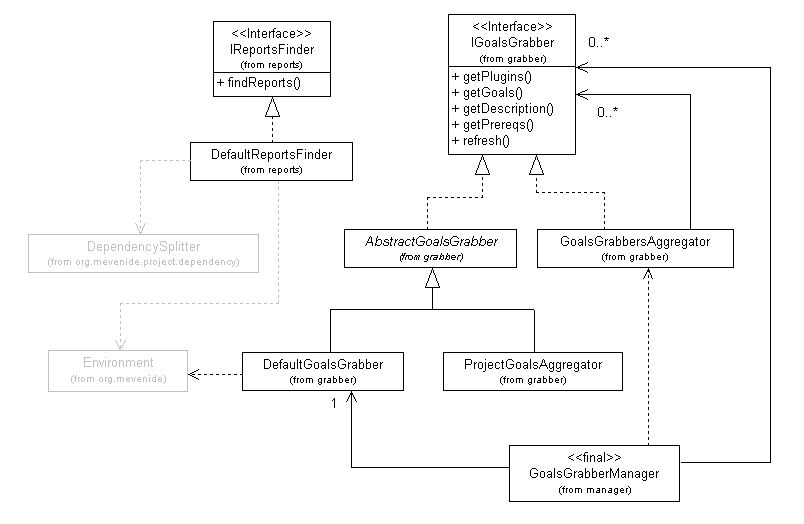 <<Interface>>
IReportsFinder
(from reports)
+ findReports()
<<Interface>>
IGoalsGrabber
(from grabber)
+ getPlugins()
+ getGoals()
+ getDescription()
+ getPrereqs()
+ refresh()
0..*
0..*
DefaultReportsFinder
(from reports)
DependencySplitter
(from org.mevenide.project.dependency)
AbstractGoalsGrabber
(from grabber)
GoalsGrabbersAggregator
(from grabber)
Environment
(from org.mevenide)
DefaultGoalsGrabber
(from grabber)
ProjectGoalsAggregator
(from grabber)
1
<<final>>
GoalsGrabberManager
(from manager)